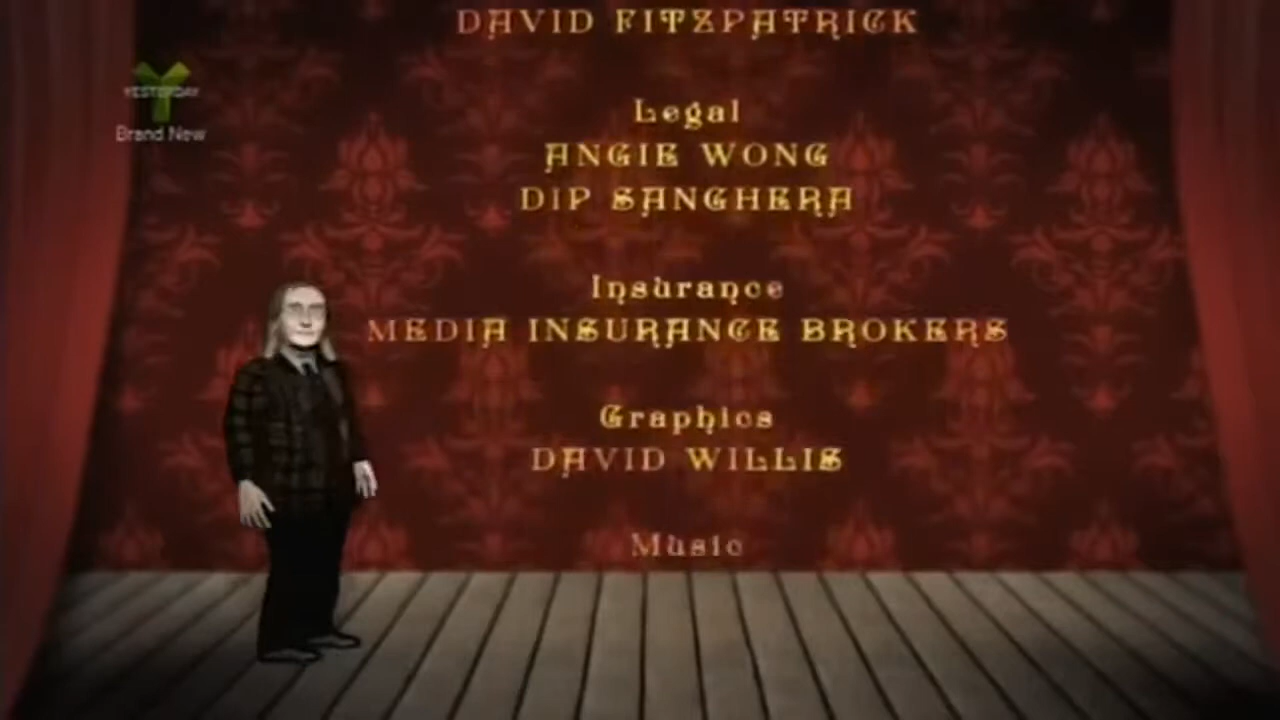 DAVID FITZPATRICK
YESTERDAY
Brand New
Legal
ANGIE WONG
DIP SANGHERA
Insurance
MEDIA INSURANCE BROKERS
Graphics
DAVID WILLIS
Music